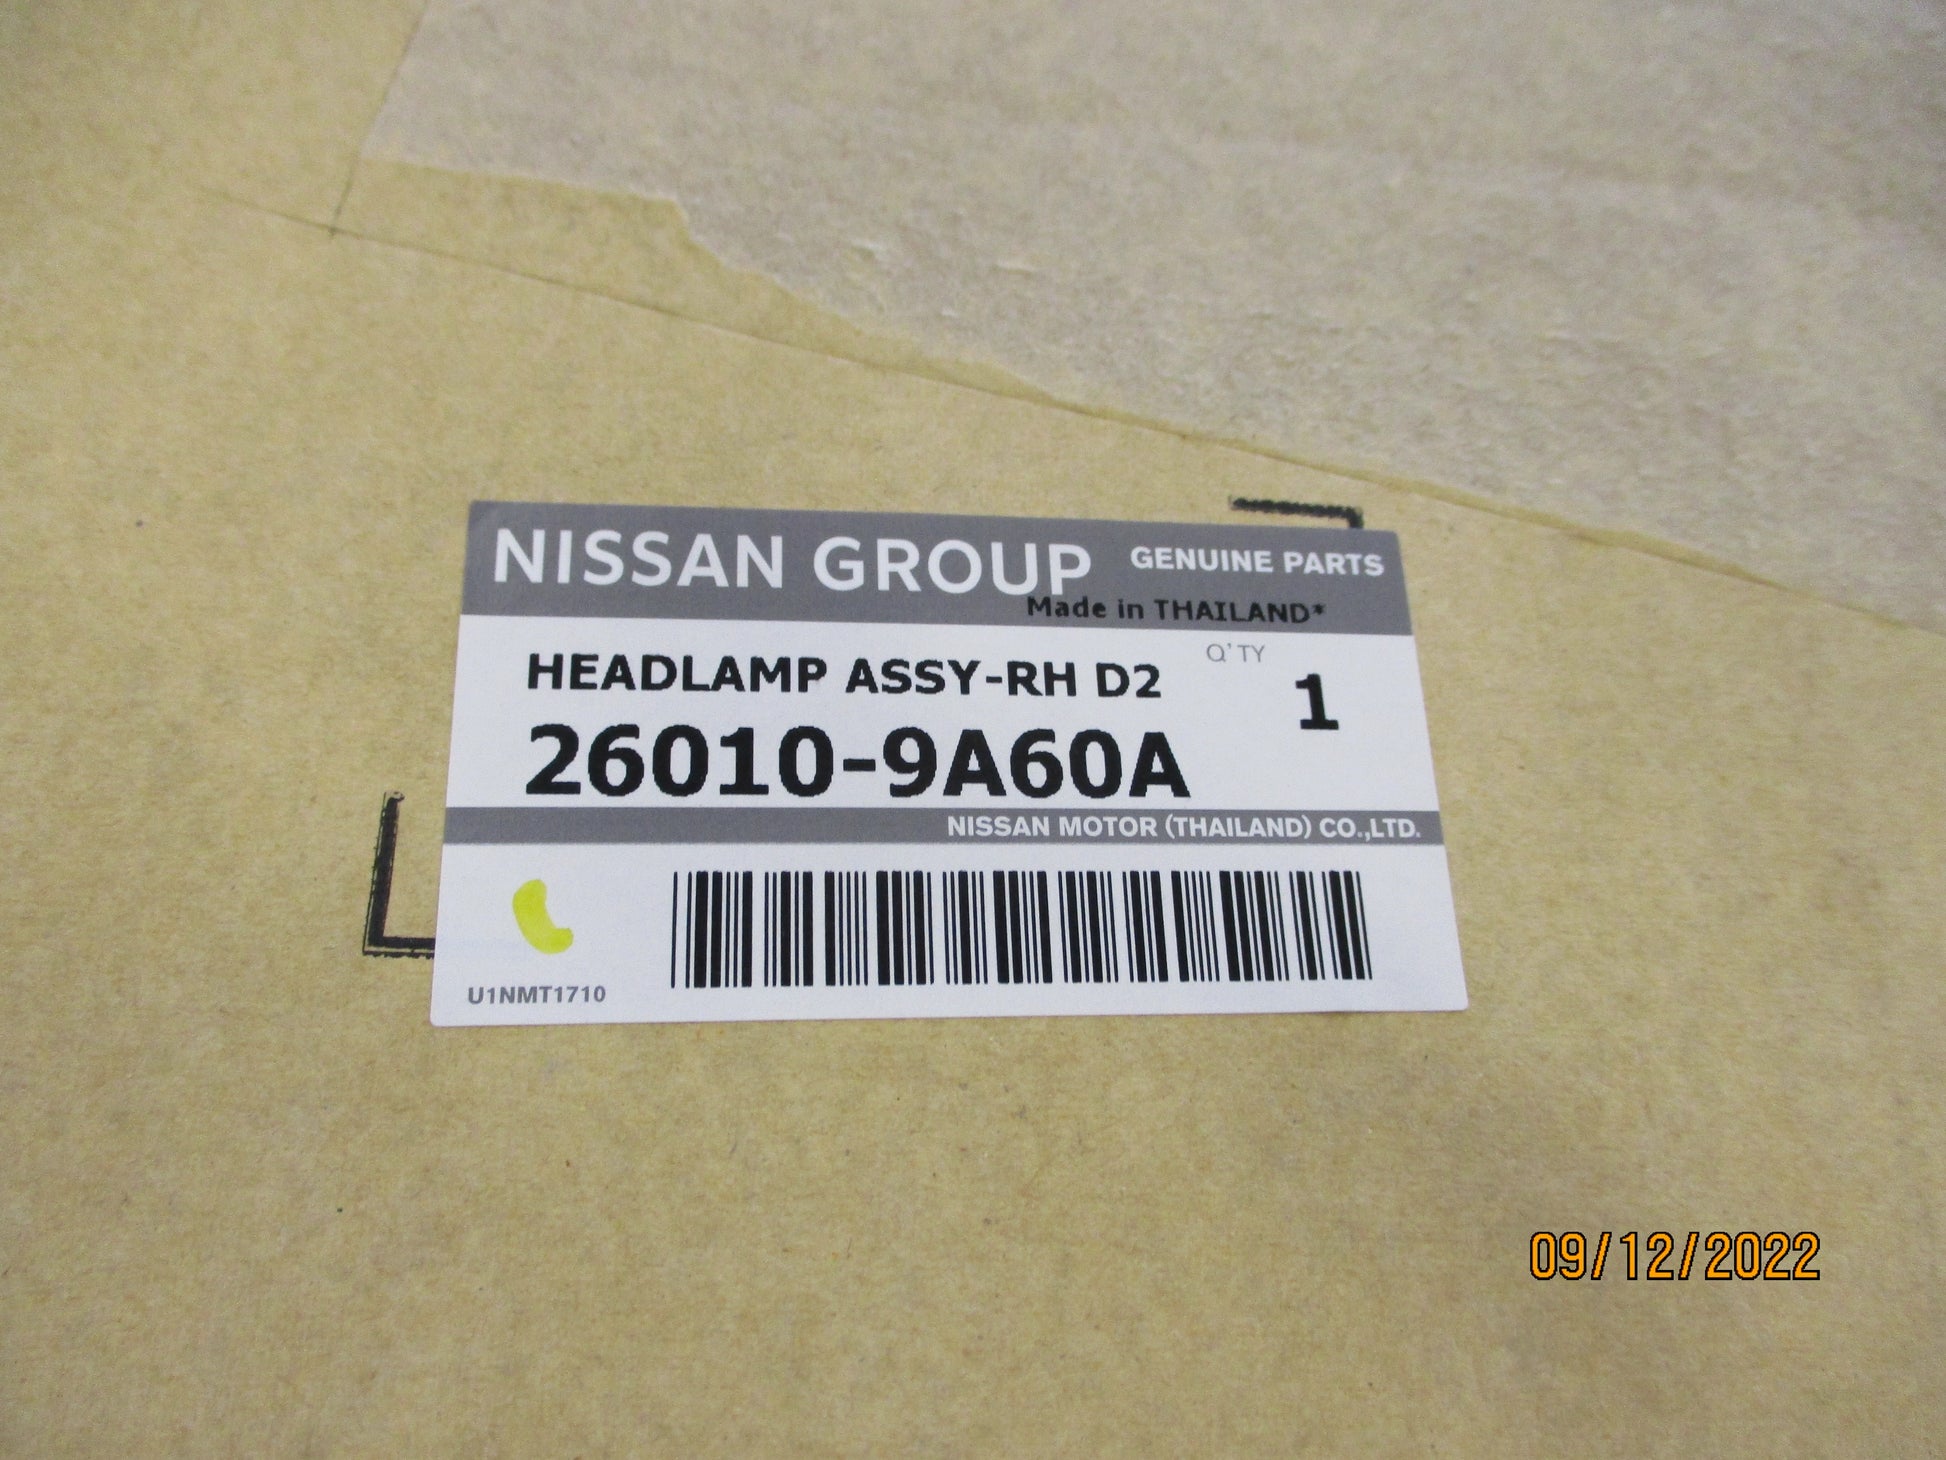 NISSAN GROUP GENUINE PARTS
Made in THAILAND*
HEADLAMP ASSY-RH D2 Q'TY
26010-9A60A 1
NISSAN MOTOR (THAILAND) CO.,LTD.
U1NMT1710
09/12/2022